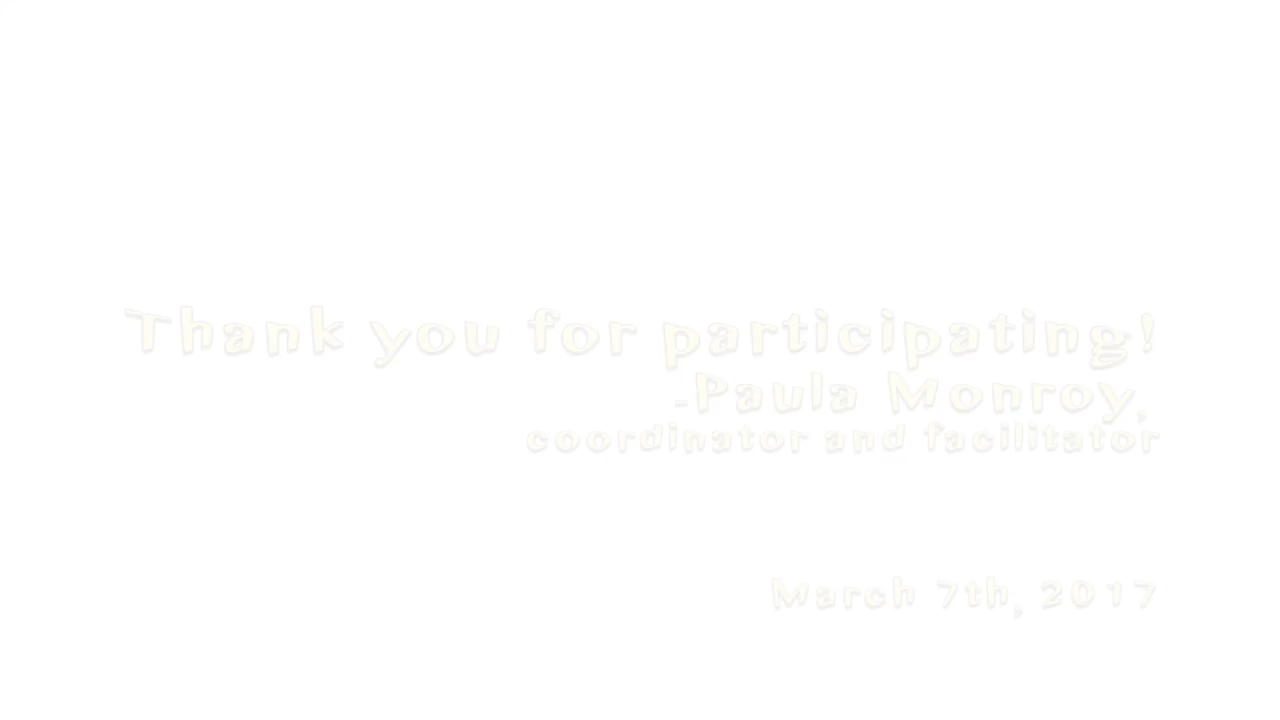 Thank you for participating!
-Paula Monroy,
coordinator and facilitator
March 7th, 2017